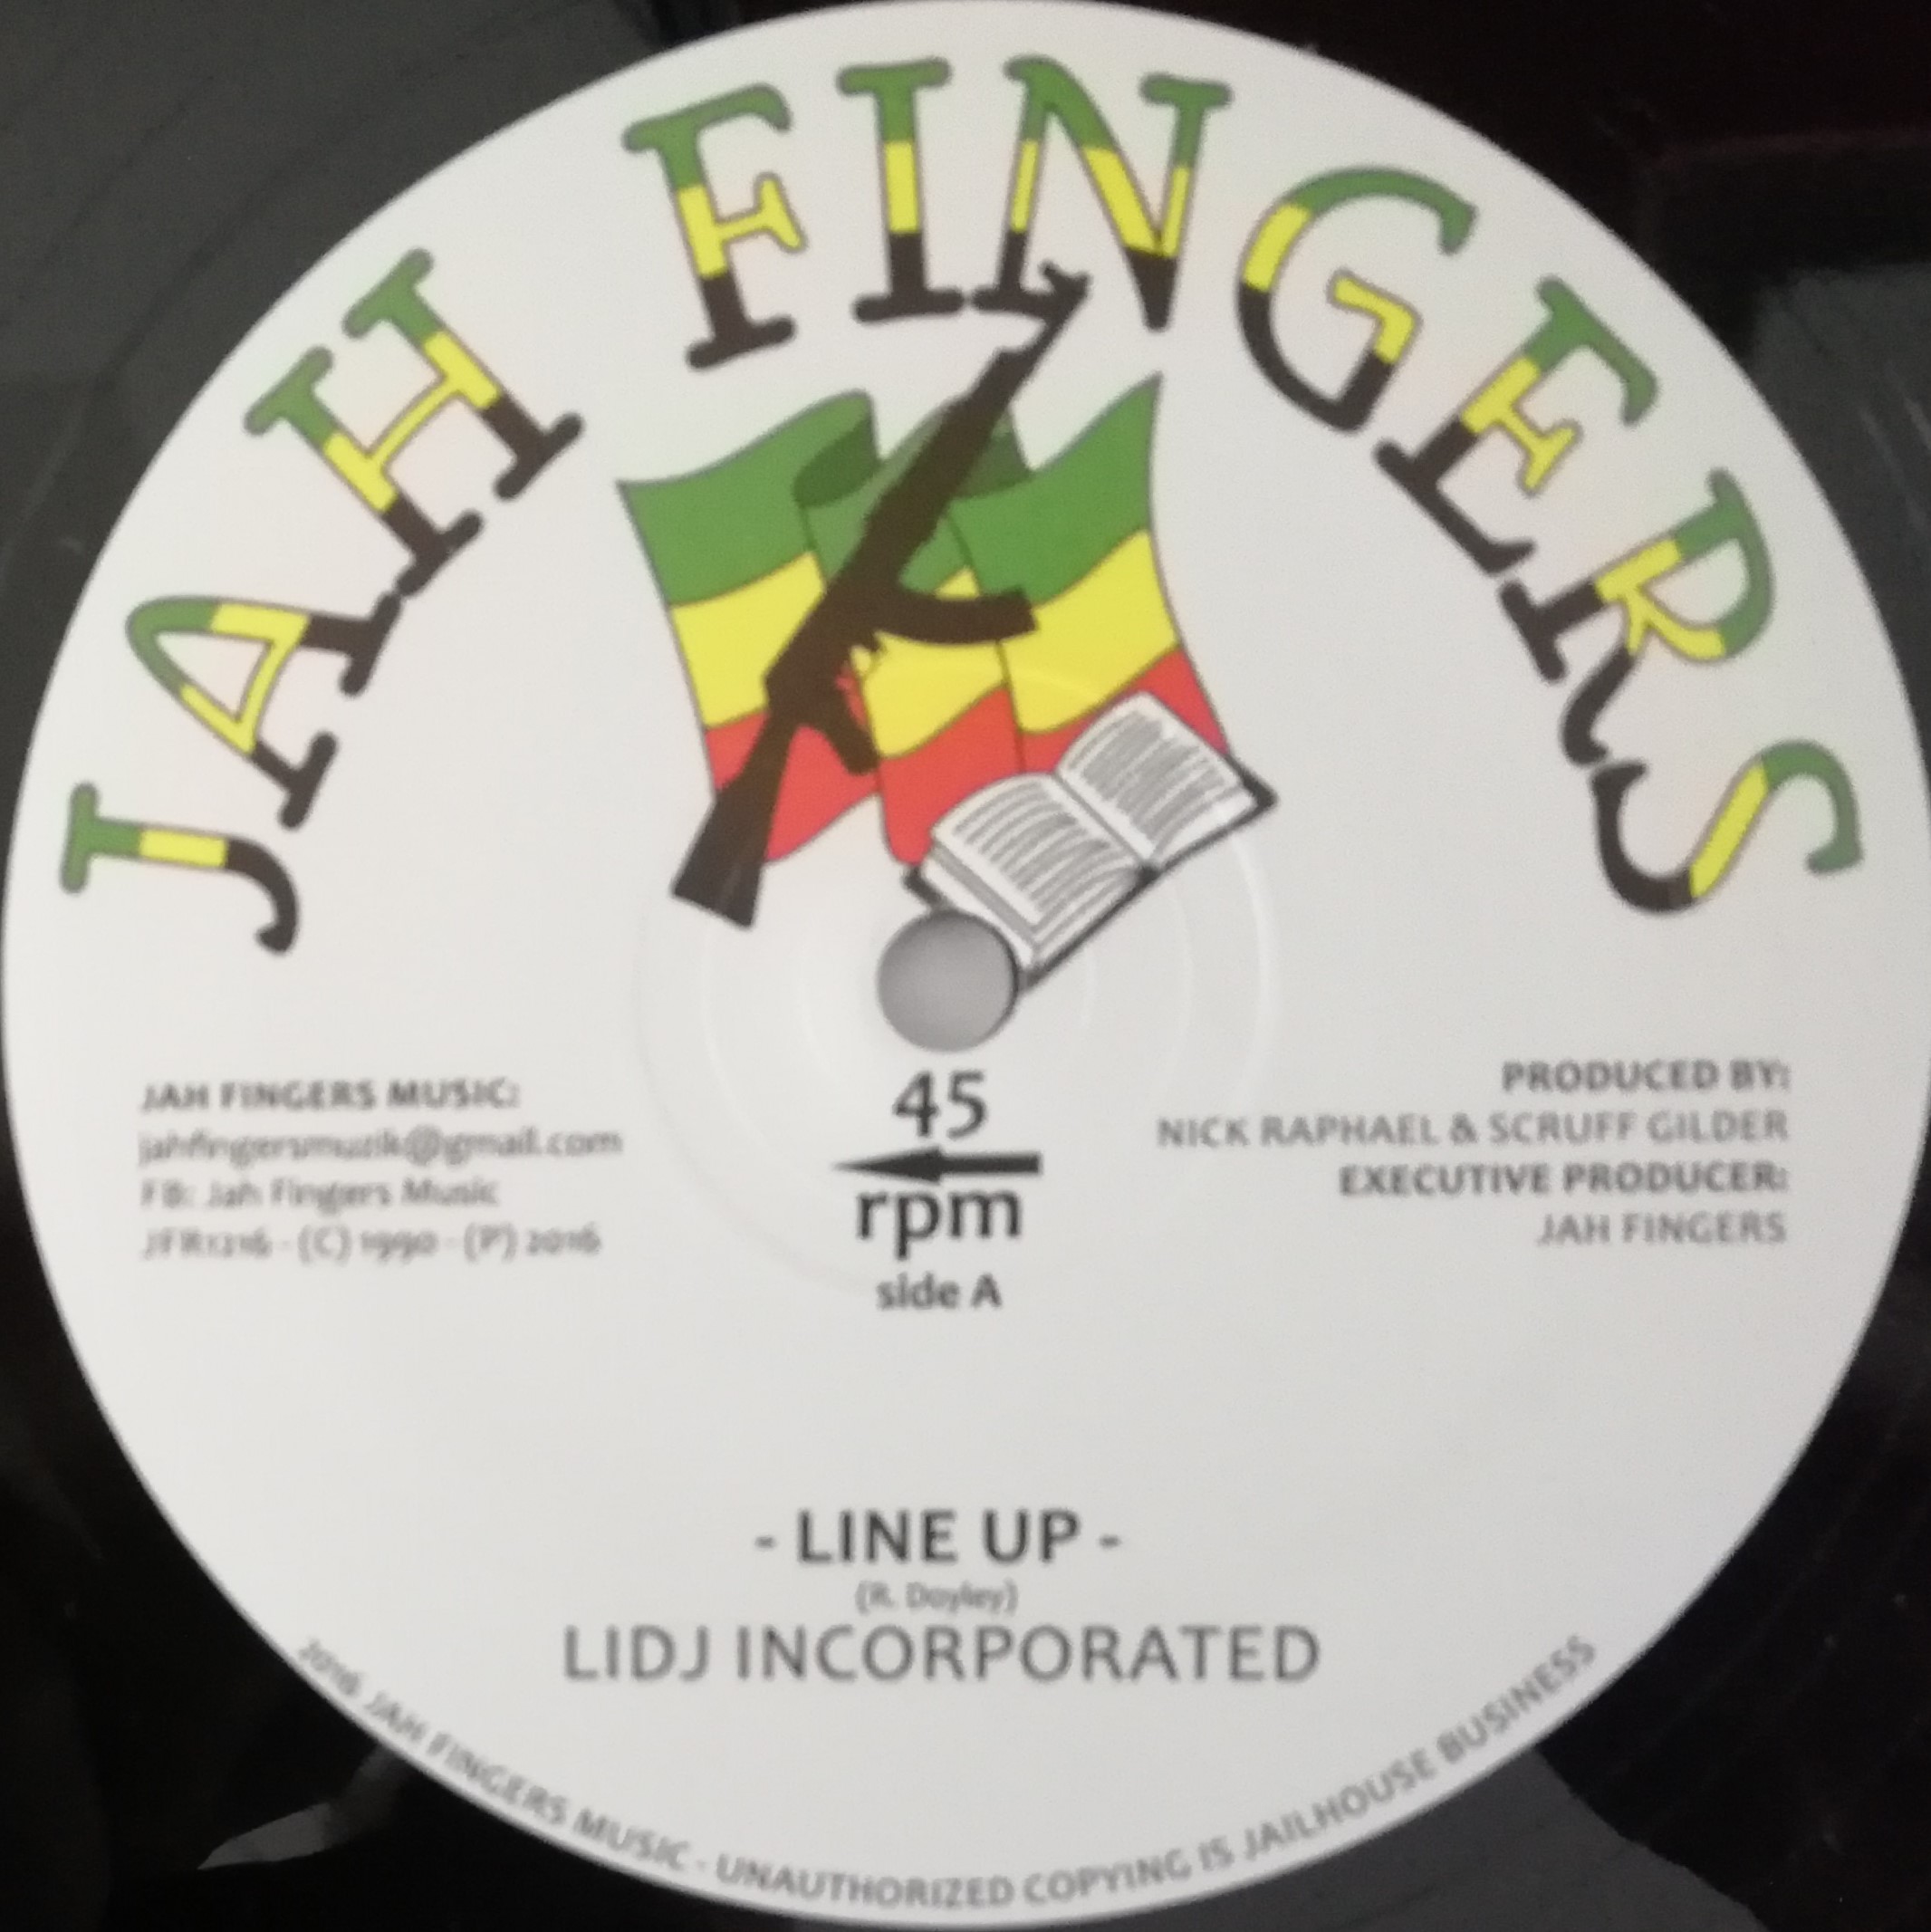 JAH FINGERS
JAH FINGERS MUSIC:
jahfingersmuzik@gmail.com
FB: Jah Fingers Music
JFR1216 - (C) 1990 - (P) 2016
45
rpm
side A
PRODUCED BY:
NICK RAPHAEL & SCRUFF GILDER
EXECUTIVE PRODUCER:
JAH FINGERS
- LINE UP -
(R. Doyley)
LIDJ INCORPORATED
2016 JAH FINGERS MUSIC - UNAUTHORIZED COPYING IS JAILHOUSE BUSINESS